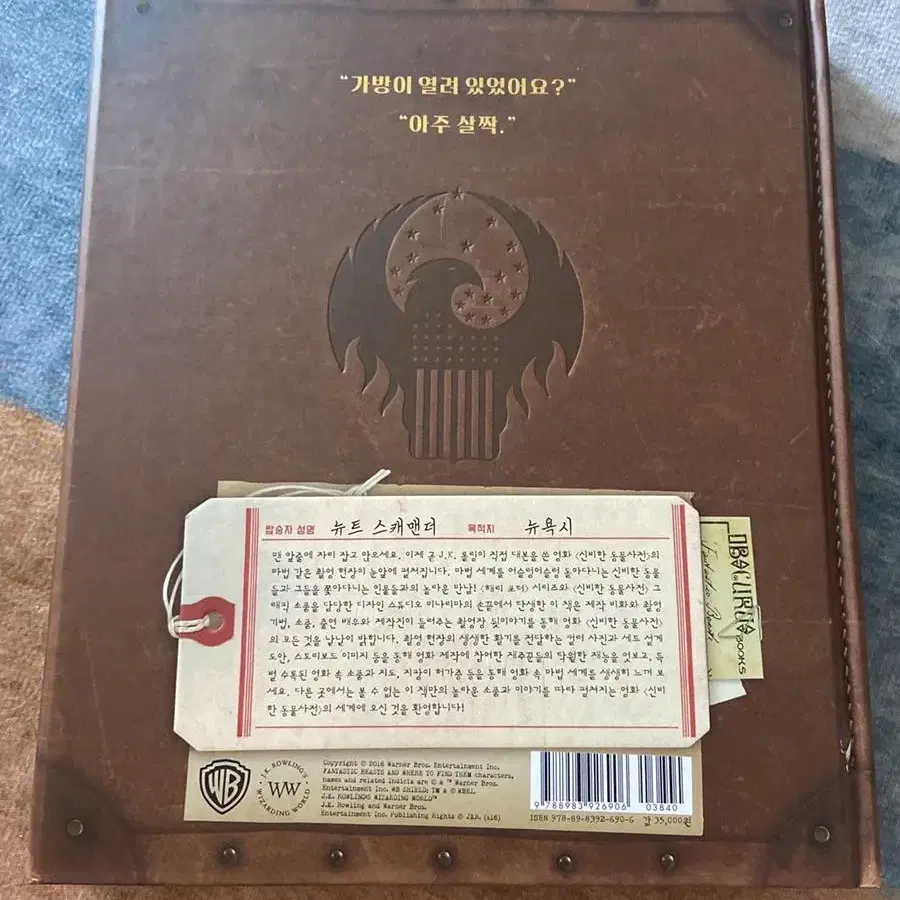 “가방이 열려 있었어요?”
“아주 살짝.”
탑승자 성명 뉴트 스캐맨더 목적지 뉴욕시
맨 앞줄에 자리 잡고 앉으세요. 이제 곧 J.K. 롤링이 직접 대본을 쓴 영화 〈신비한 동물사전〉의
마법 같은 촬영 현장이 눈앞에 펼쳐집니다. 마법 세계를 어슬렁어슬렁 돌아다니는 신비한 동물
들과 그들을 쫓아다니는 인물들과의 놀라운 만남! 〈해리 포터〉 시리즈와 〈신비한 동물사전〉 그
래픽 소품을 담당한 디자인 스튜디오 미나리마의 손끝에서 탄생한 이 책은 제작 비화와 촬영
기법, 소품, 출연 배우와 제작진이 들려주는 촬영장 뒷이야기를 통해 영화 〈신비한 동물사전〉
의 모든 것을 낱낱이 밝힙니다. 촬영 현장의 생생한 활기를 전달하는 컬러 사진과 세트 설계
도안, 스토리보드 이미지 등을 통해 영화 제작에 참여한 재주꾼들의 탁월한 재능을 엿보고, 특
별 수록된 영화 속 소품과 지도, 지팡이 허가증 등을 통해 영화 속 마법 세계를 생생히 느껴 보
세요. 다른 곳에서는 볼 수 없는 이 책만의 놀라운 소품과 이야기를 따라 펼쳐지는 영화 〈신비
한 동물사전〉의 세계에 오신 것을 환영합니다!
OBSCURUS
BOOKS
WB
J.K. ROWLING'S
WW
WIZARDING WORLD
Copyright © 2016 Warner Bros. Entertainment Inc.
FANTASTIC BEASTS AND WHERE TO FIND THEM characters,
names and related indicia are © & ™ Warner Bros.
Entertainment Inc. WB SHIELD: TM & © WBEI.
J.K. ROWLING'S WIZARDING WORLD™
J.K. Rowling and Warner Bros.
Entertainment Inc. Publishing Rights © JKR. (s16)
9 788983 926906 03840
ISBN 978-89-8392-690-6 값 35,000원